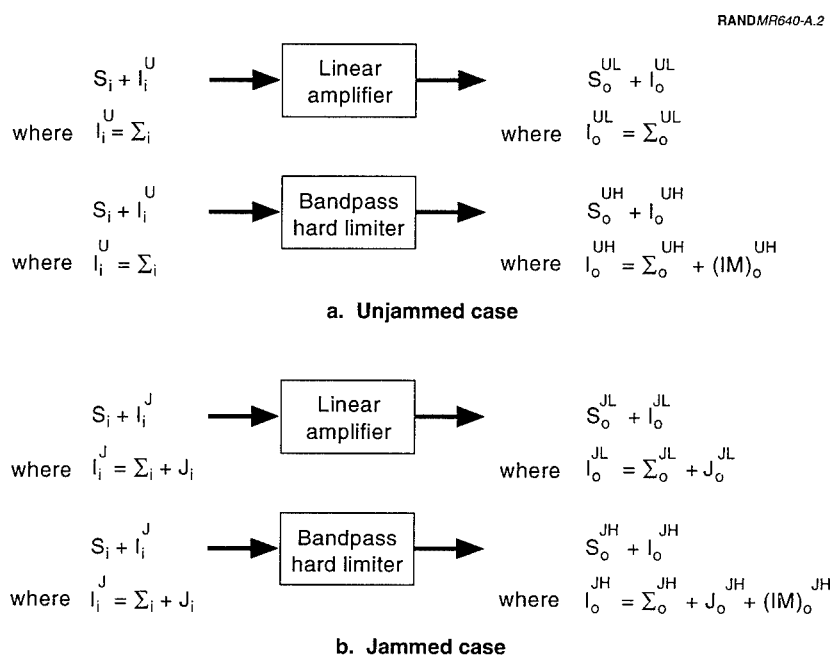 RAND MR640-A.2
S_i + I_i^U
Linear
amplifier
S_o^UL + I_o^UL
where I_i^U = Σ_i
where I_o^UL = Σ_o^UL
S_i + I_i^U
Bandpass
hard limiter
S_o^UH + I_o^UH
where I_i^U = Σ_i
where I_o^UH = Σ_o^UH + (IM)_o^UH
a. Unjammed case
S_i + I_i^J
Linear
amplifier
S_o^JL + I_o^JL
where I_i^J = Σ_i + J_i
where I_o^JL = Σ_o^JL + J_o^JL
S_i + I_i^J
Bandpass
hard limiter
S_o^JH + I_o^JH
where I_i^J = Σ_i + J_i
where I_o^JH = Σ_o^JH + J_o^JH + (IM)_o^JH
b. Jammed case